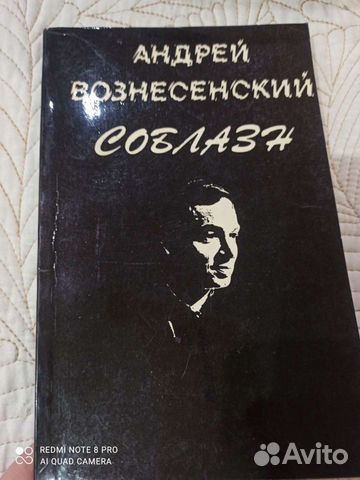 АНДРЕЙ
ВОЗНЕСЕНСКИЙ
СОБЛАЗН
REDMI NOTE 8 PRO
AI QUAD CAMERA
Avito